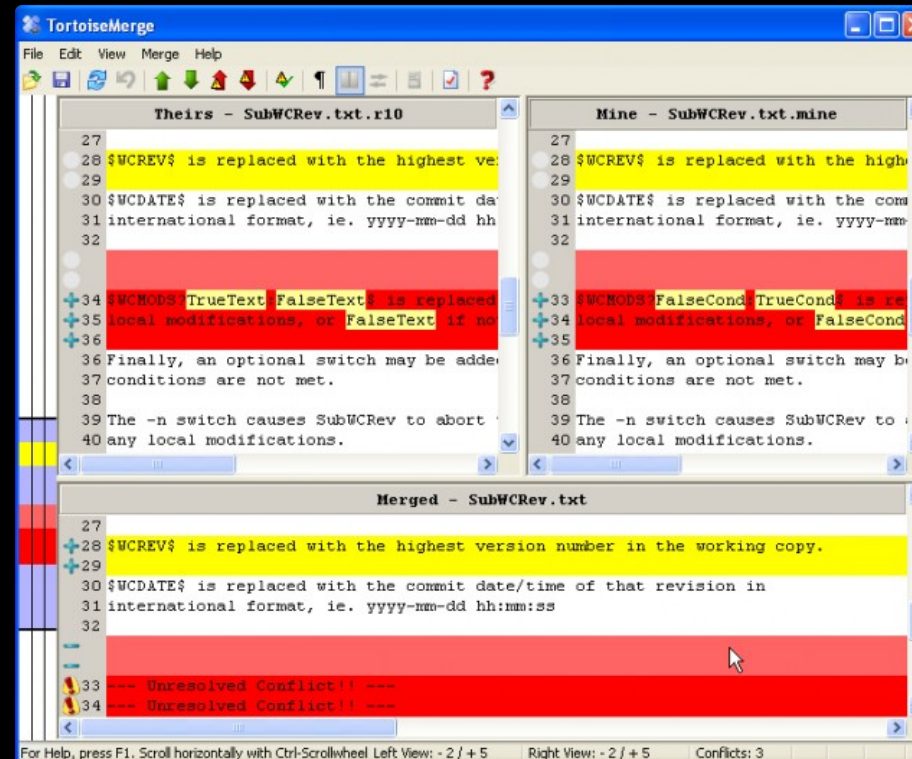 TortoiseMerge
File Edit View Merge Help
Theirs - SubWCRev.txt.r10
27
28 $WCREV$ is replaced with the highest ve
29
30 $WCDATE$ is replaced with the commit da
31 international format, ie. yyyy-mm-dd hh
32
34 $WCMODS?TrueText:FalseText$ is replaced
35 local modifications, or FalseText if no
36
36 Finally, an optional switch may be adde
37 conditions are not met.
38
39 The -n switch causes SubWCRev to abort
40 any local modifications.
Mine - SubWCRev.txt.mine
27
28 $WCREV$ is replaced with the high
29
30 $WCDATE$ is replaced with the com
31 international format, ie. yyyy-mm
32
33 $WCMODS?FalseCond:TrueCond$ is re
34 local modifications, or FalseCond
35
36 Finally, an optional switch may b
37 conditions are not met.
38
39 The -n switch causes SubWCRev to
40 any local modifications.
Merged - SubWCRev.txt
27
28 $WCREV$ is replaced with the highest version number in the working copy.
29
30 $WCDATE$ is replaced with the commit date/time of that revision in
31 international format, ie. yyyy-mm-dd hh:mm:ss
32
33 --- Unresolved Conflict!! ---
34 --- Unresolved Conflict!! ---
For Help, press F1. Scroll horizontally with Ctrl-Scrollwheel Left View: - 2 / + 5 Right View: - 2 / + 5 Conflicts: 3